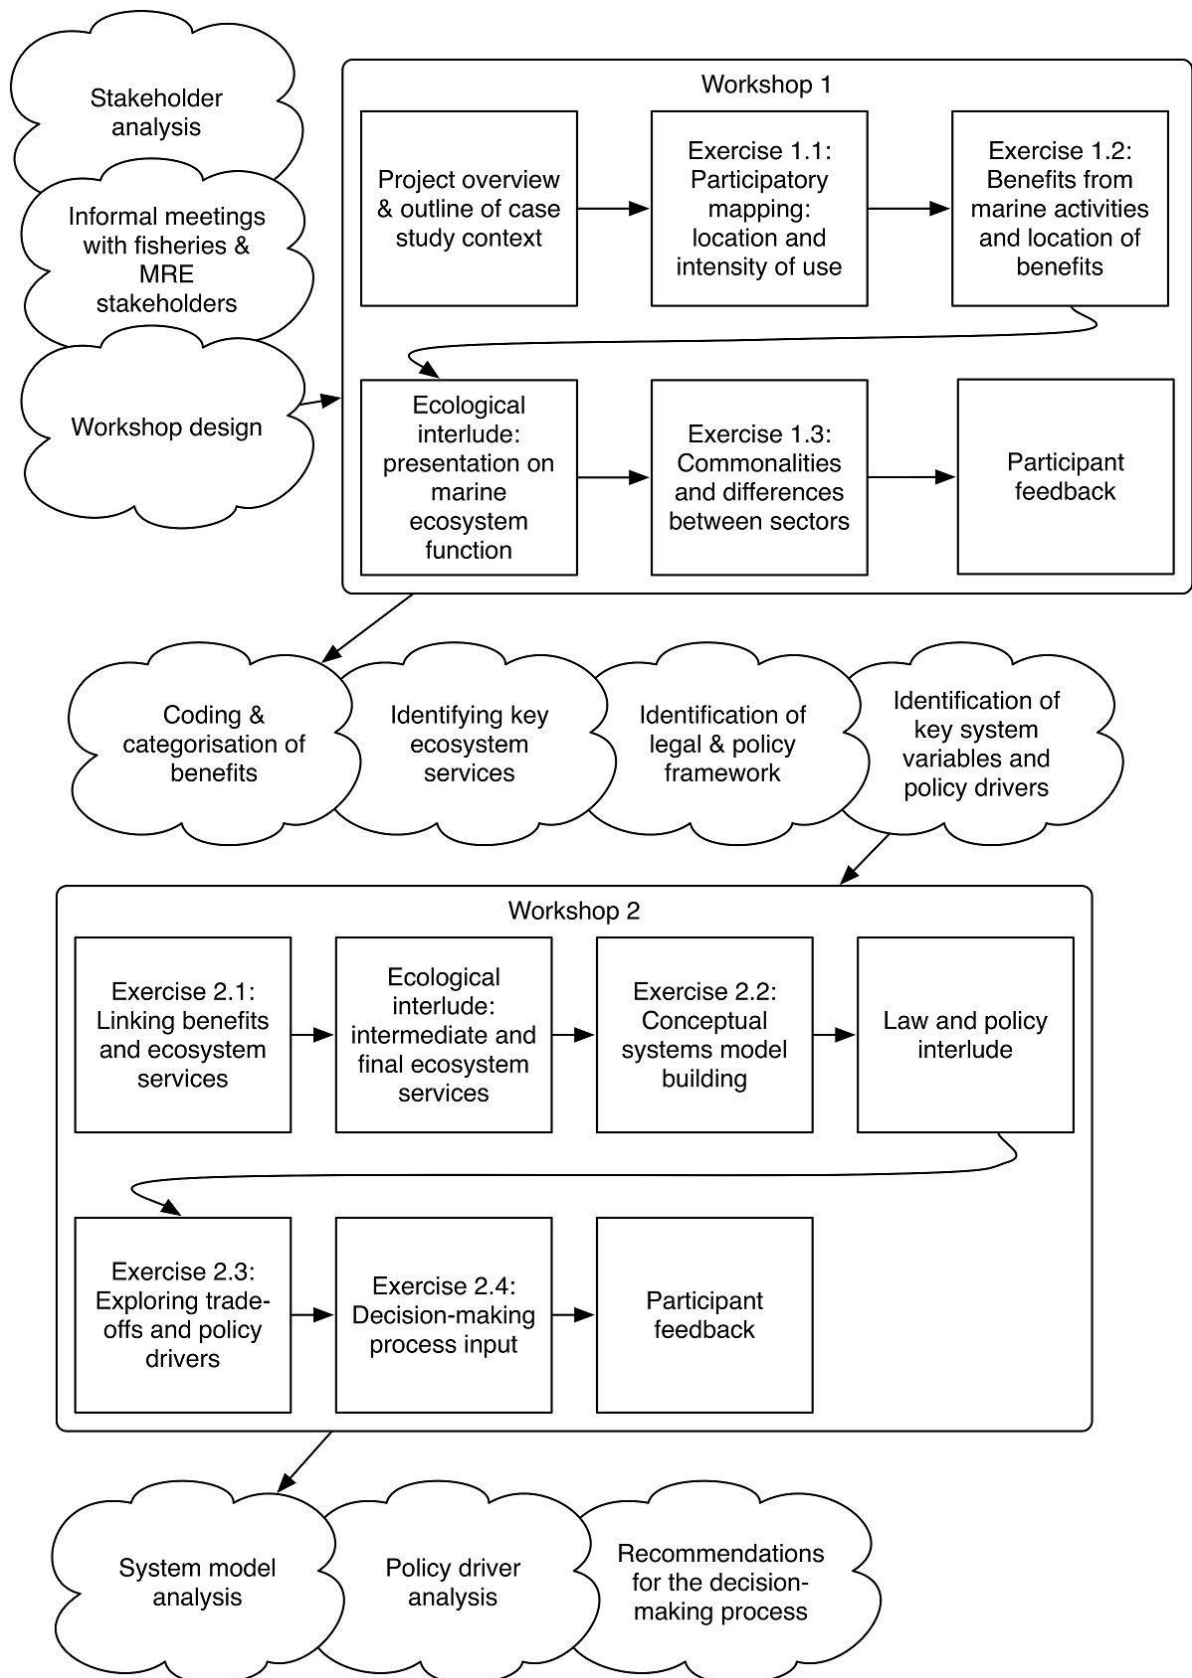 Stakeholder
analysis
Informal meetings
with fisheries &
MRE
stakeholders
Workshop design
Workshop 1
Project overview
& outline of case
study context
Exercise 1.1:
Participatory
mapping:
location and
intensity of use
Exercise 1.2:
Benefits from
marine activities
and location of
benefits
Ecological
interlude:
presentation on
marine
ecosystem
function
Exercise 1.3:
Commonalities
and differences
between sectors
Participant
feedback
Coding &
categorisation of
benefits
Identifying key
ecosystem
services
Identification of
legal & policy
framework
Identification of
key system
variables and
policy drivers
Workshop 2
Exercise 2.1:
Linking benefits
and ecosystem
services
Ecological
interlude:
intermediate and
final ecosystem
services
Exercise 2.2:
Conceptual
systems model
building
Law and policy
interlude
Exercise 2.3:
Exploring trade-
offs and policy
drivers
Exercise 2.4:
Decision-making
process input
Participant
feedback
System model
analysis
Policy driver
analysis
Recommendations
for the decision-
making process